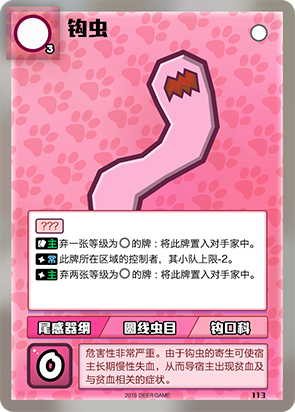 钩虫
3
???
主 弃一张等级为〇的牌：将此牌置入对手家中。
常 此牌所在区域的控制者，其小队上限-2。
主 弃两张等级为〇的牌：将此牌置入对手家中。
尾感器纲 圆线虫目 钩口科
0
危害性非常严重。由于钩虫的寄生可使宿
主长期慢性失血，从而导宿主出现贫血及
与贫血相关的症状。
2015 DEER GAME
113